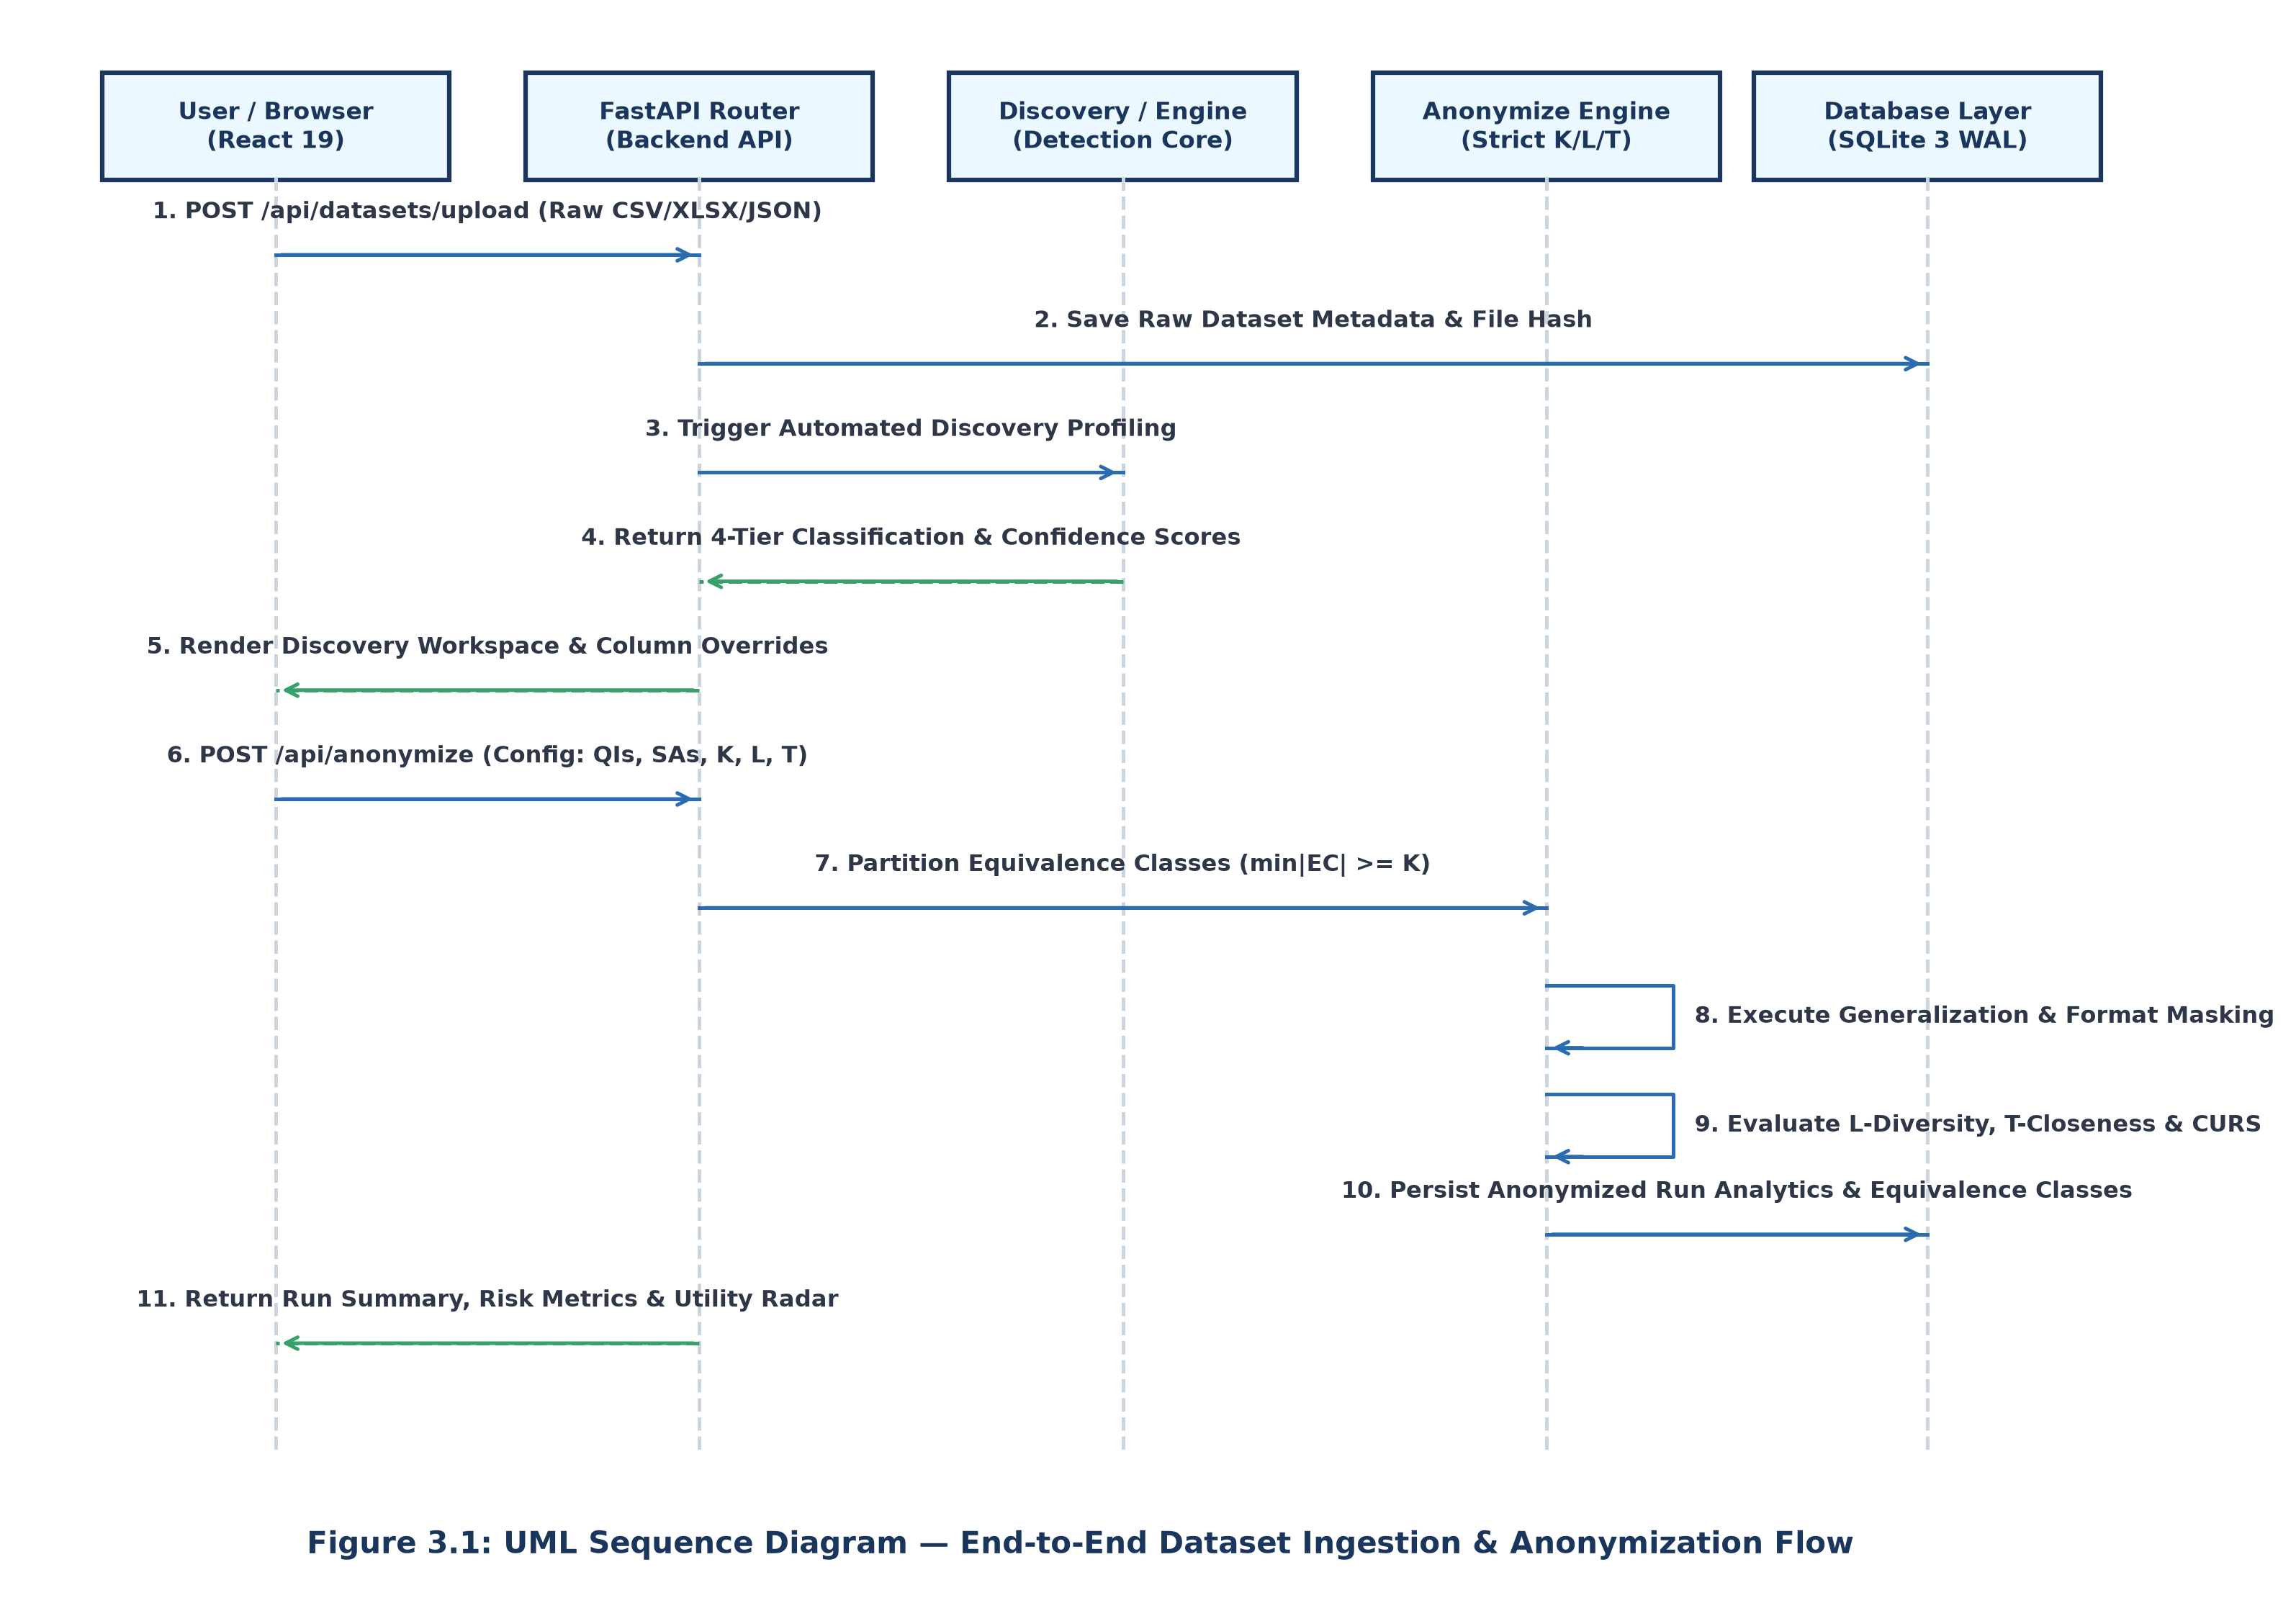 User / Browser
(React 19)
FastAPI Router
(Backend API)
Discovery / Engine
(Detection Core)
Anonymize Engine
(Strict K/L/T)
Database Layer
(SQLite 3 WAL)
1. POST /api/datasets/upload (Raw CSV/XLSX/JSON)
2. Save Raw Dataset Metadata & File Hash
3. Trigger Automated Discovery Profiling
4. Return 4-Tier Classification & Confidence Scores
5. Render Discovery Workspace & Column Overrides
6. POST /api/anonymize (Config: QIs, SAs, K, L, T)
7. Partition Equivalence Classes (min|EC| >= K)
8. Execute Generalization & Format Masking
9. Evaluate L-Diversity, T-Closeness & CURS
10. Persist Anonymized Run Analytics & Equivalence Classes
11. Return Run Summary, Risk Metrics & Utility Radar
Figure 3.1: UML Sequence Diagram — End-to-End Dataset Ingestion & Anonymization Flow